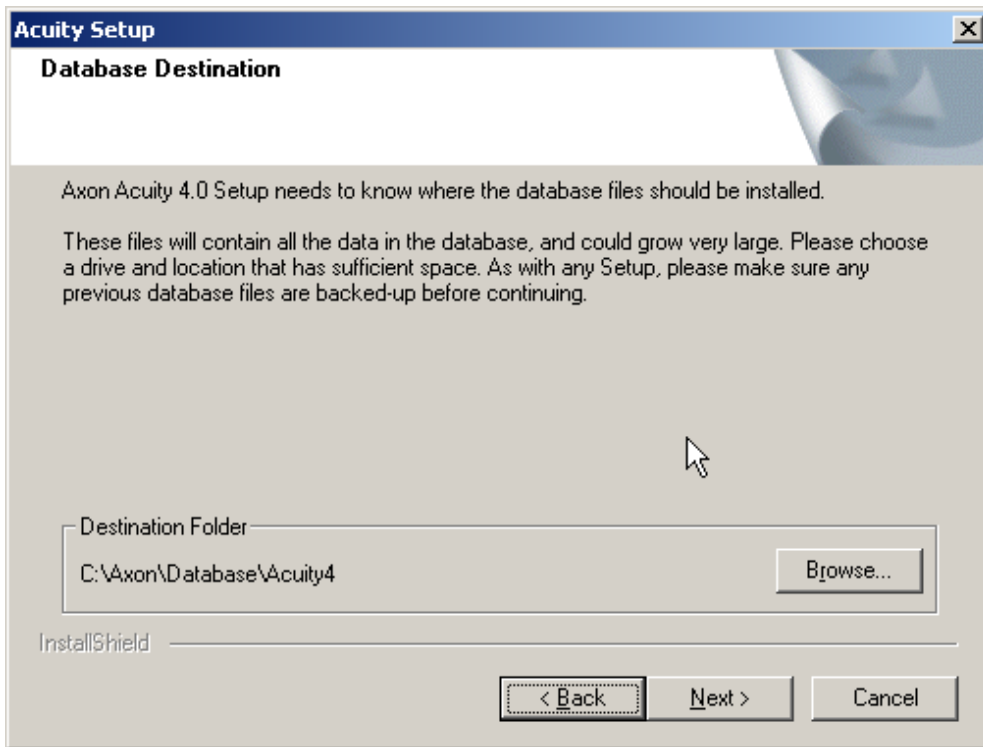 Acuity Setup
Database Destination
Axon Acuity 4.0 Setup needs to know where the database files should be installed.
These files will contain all the data in the database, and could grow very large. Please choose
a drive and location that has sufficient space. As with any Setup, please make sure any
previous database files are backed-up before continuing.
Destination Folder
C:\Axon\Database\Acuity4
Browse...
InstallShield
< Back
Next >
Cancel